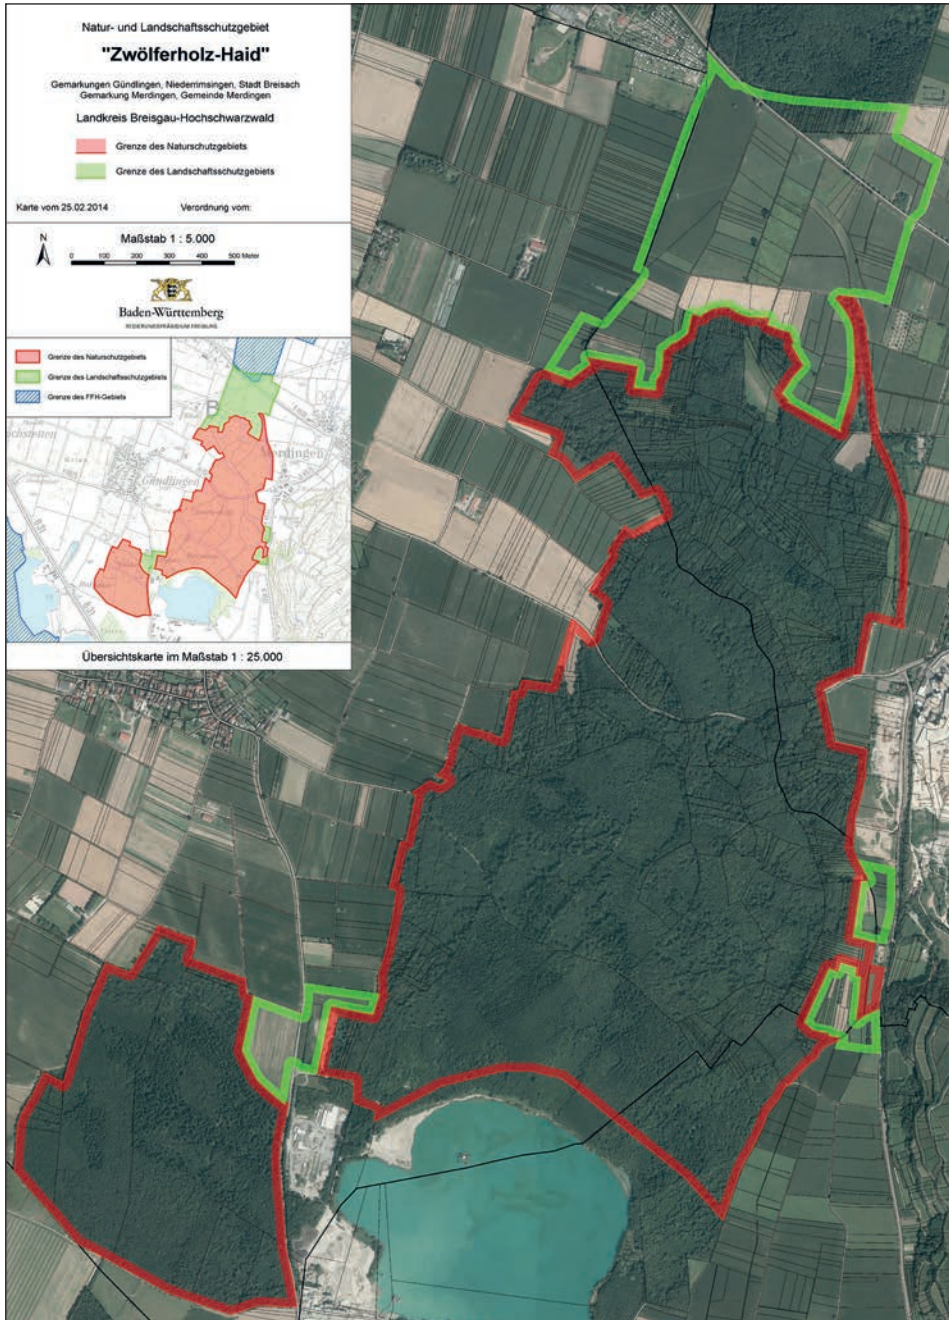 Natur- und Landschaftsschutzgebiet
"Zwölferholz-Haid"
Gemarkungen Gündlingen, Niederrimsingen, Stadt Breisach
Gemarkung Merdingen, Gemeinde Merdingen
Landkreis Breisgau-Hochschwarzwald
Grenze des Naturschutzgebiets
Grenze des Landschaftsschutzgebiets
Karte vom 25.02.2014 Verordnung vom:
N
Maßstab 1 : 5.000
0 100 200 300 400 500 Meter
Baden-Württemberg
REGIERUNGSPRÄSIDIUM FREIBURG
Grenze des Naturschutzgebiets
Grenze des Landschaftsschutzgebiets
Grenze des FFH-Gebiets
B
Merdingen
Gündlingen
Übersichtskarte im Maßstab 1 : 25.000